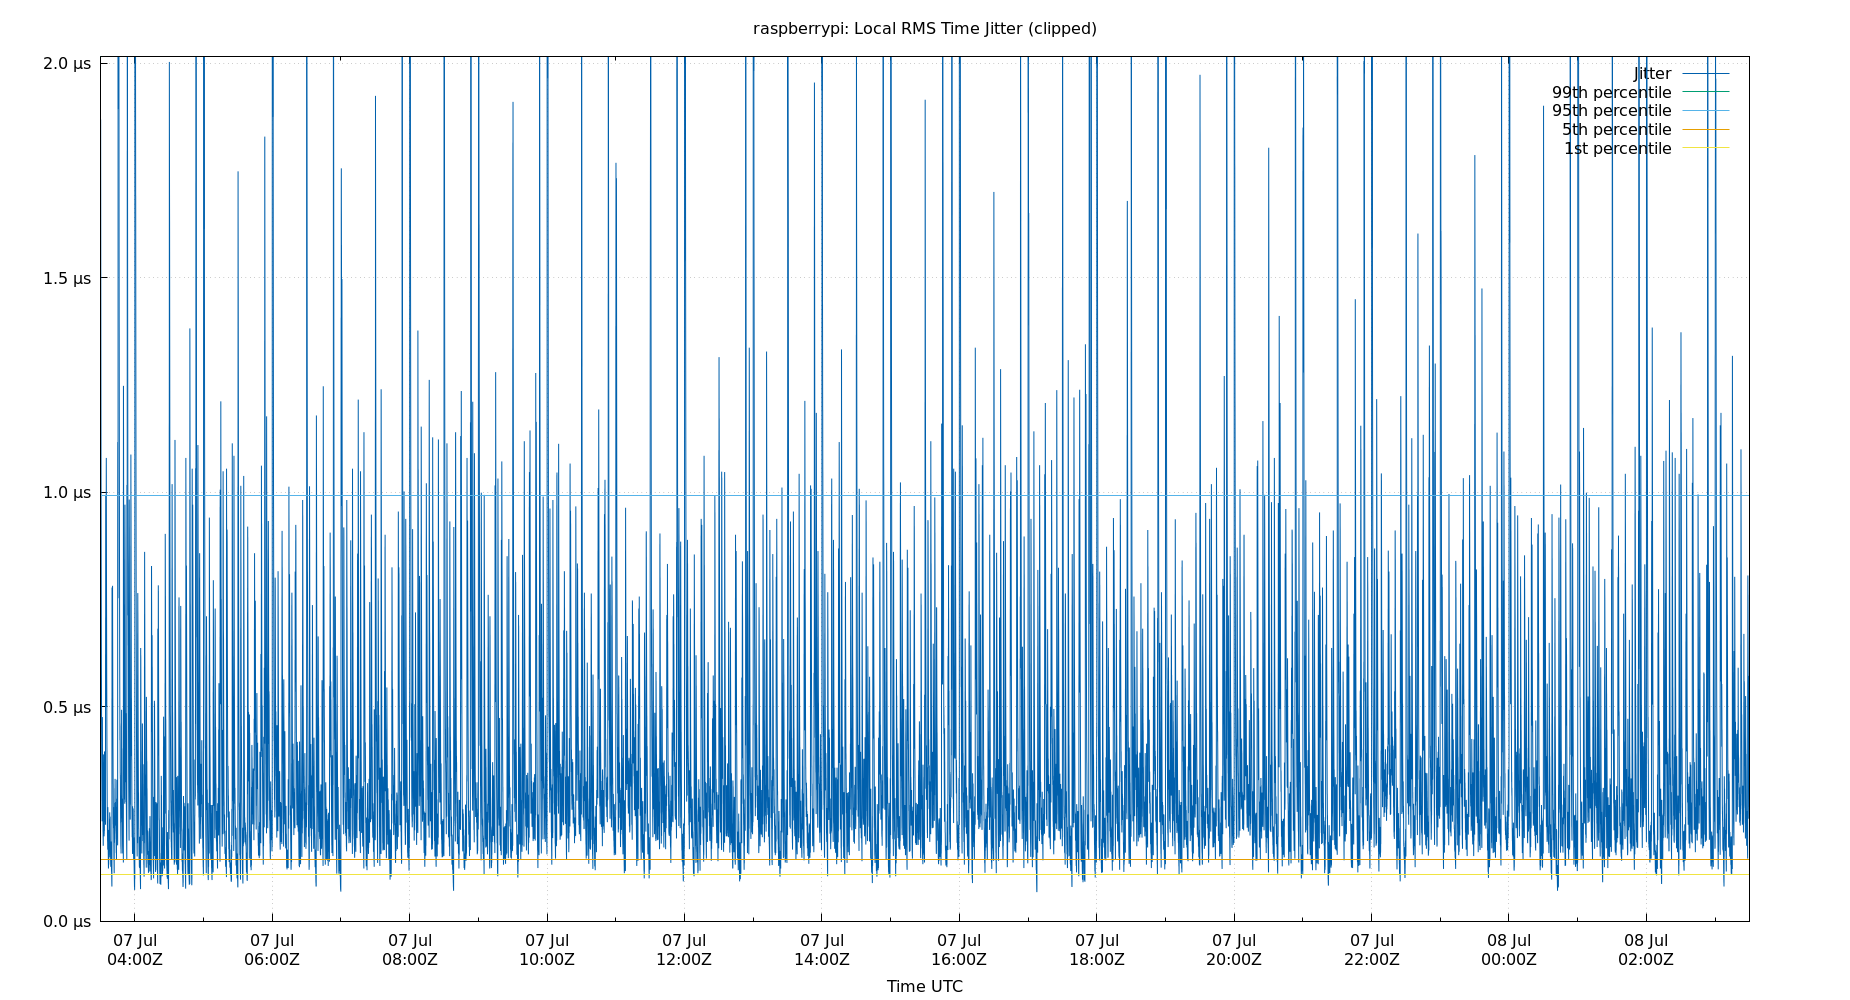 raspberrypi: Local RMS Time Jitter (clipped)
2.0 µs
1.5 µs
1.0 µs
0.5 µs
0.0 µs
Jitter
99th percentile
95th percentile
5th percentile
1st percentile
07 Jul 07 Jul 07 Jul 07 Jul 07 Jul 07 Jul 07 Jul 07 Jul 07 Jul 07 Jul 08 Jul 08 Jul
04:00Z 06:00Z 08:00Z 10:00Z 12:00Z 14:00Z 16:00Z 18:00Z 20:00Z 22:00Z 00:00Z 02:00Z
Time UTC